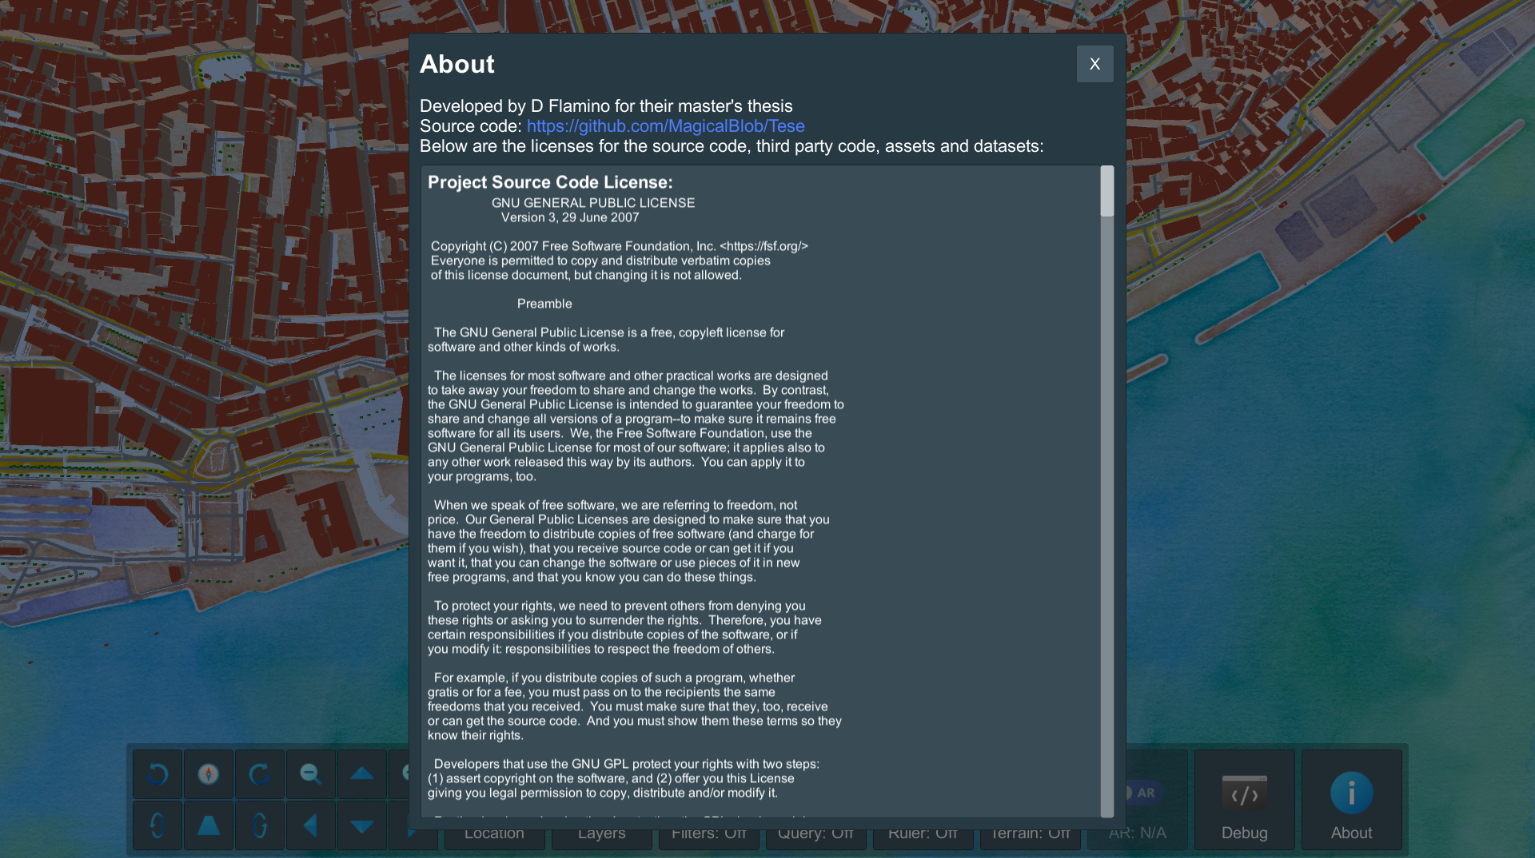 About
X
Developed by D Flamino for their master's thesis
Source code: https://github.com/MagicalBlob/Tese
Below are the licenses for the source code, third party code, assets and datasets:
Project Source Code License:
GNU GENERAL PUBLIC LICENSE
Version 3, 29 June 2007
Copyright (C) 2007 Free Software Foundation, Inc. <https://fsf.org/>
Everyone is permitted to copy and distribute verbatim copies
of this license document, but changing it is not allowed.
Preamble
The GNU General Public License is a free, copyleft license for
software and other kinds of works.
The licenses for most software and other practical works are designed
to take away your freedom to share and change the works. By contrast,
the GNU General Public License is intended to guarantee your freedom to
share and change all versions of a program--to make sure it remains free
software for all its users. We, the Free Software Foundation, use the
GNU General Public License for most of our software; it applies also to
any other work released this way by its authors. You can apply it to
your programs, too.
When we speak of free software, we are referring to freedom, not
price. Our General Public Licenses are designed to make sure that you
have the freedom to distribute copies of free software (and charge for
them if you wish), that you receive source code or can get it if you
want it, that you can change the software or use pieces of it in new
free programs, and that you know you can do these things.
To protect your rights, we need to prevent others from denying you
these rights or asking you to surrender the rights. Therefore, you have
certain responsibilities if you distribute copies of the software, or if
you modify it: responsibilities to respect the freedom of others.
For example, if you distribute copies of such a program, whether
gratis or for a fee, you must pass on to the recipients the same
freedoms that you received. You must make sure that they, too, receive
or can get the source code. And you must show them these terms so they
know their rights.
Developers that use the GNU GPL protect your rights with two steps:
(1) assert copyright on the software, and (2) offer you this License
giving you legal permission to copy, distribute and/or modify it.
AR
Location
Layers
Filters: Off
Query: Off
Ruler: Off
Terrain: Off
AR: N/A
Debug
About